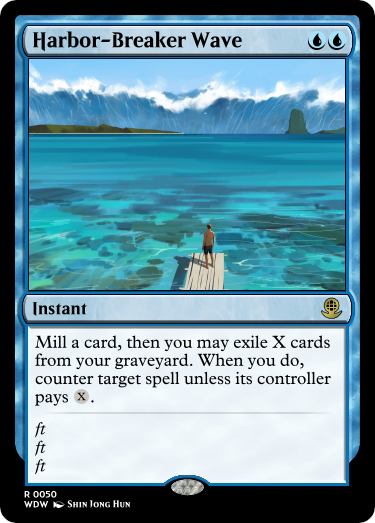 Harbor-Breaker Wave
Instant
Mill a card, then you may exile X cards
from your graveyard. When you do,
counter target spell unless its controller
pays X.
ft
ft
ft
R 0050
WDW Shin Jong Hun